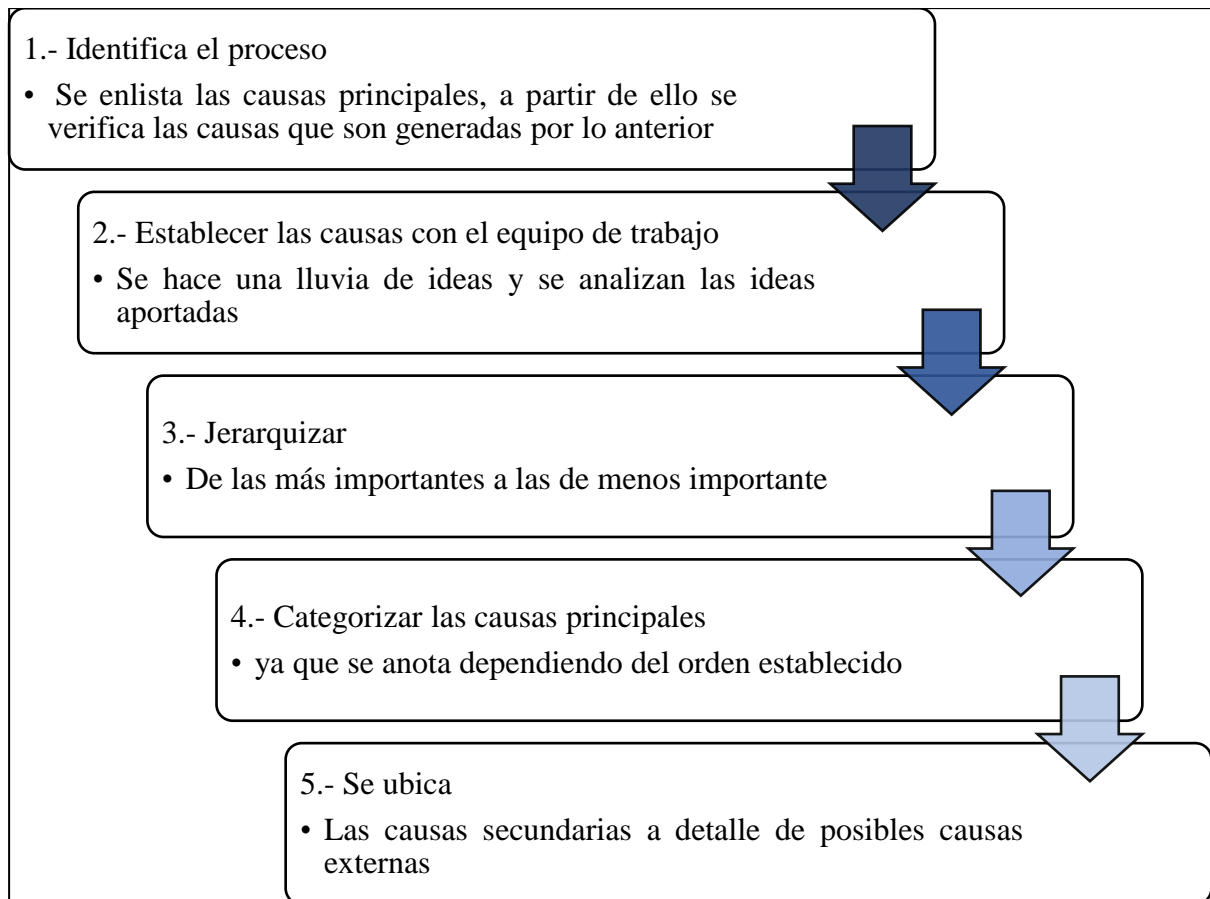 1.- Identifica el proceso
• Se enlista las causas principales, a partir de ello se
verifica las causas que son generadas por lo anterior
2.- Establecer las causas con el equipo de trabajo
• Se hace una lluvia de ideas y se analizan las ideas
aportadas
3.- Jerarquizar
• De las más importantes a las de menos importante
4.- Categorizar las causas principales
• ya que se anota dependiendo del orden establecido
5.- Se ubica
• Las causas secundarias a detalle de posibles causas
externas